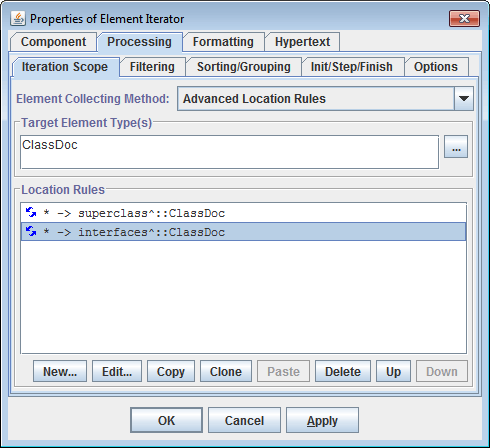 Properties of Element Iterator
Component Processing Formatting Hypertext
Iteration Scope Filtering Sorting/Grouping Init/Step/Finish Options
Element Collecting Method: Advanced Location Rules
Target Element Type(s)
ClassDoc
...
Location Rules
* -> superclass^::ClassDoc
* -> interfaces^::ClassDoc
New... Edit... Copy Clone Paste Delete Up Down
OK Cancel Apply